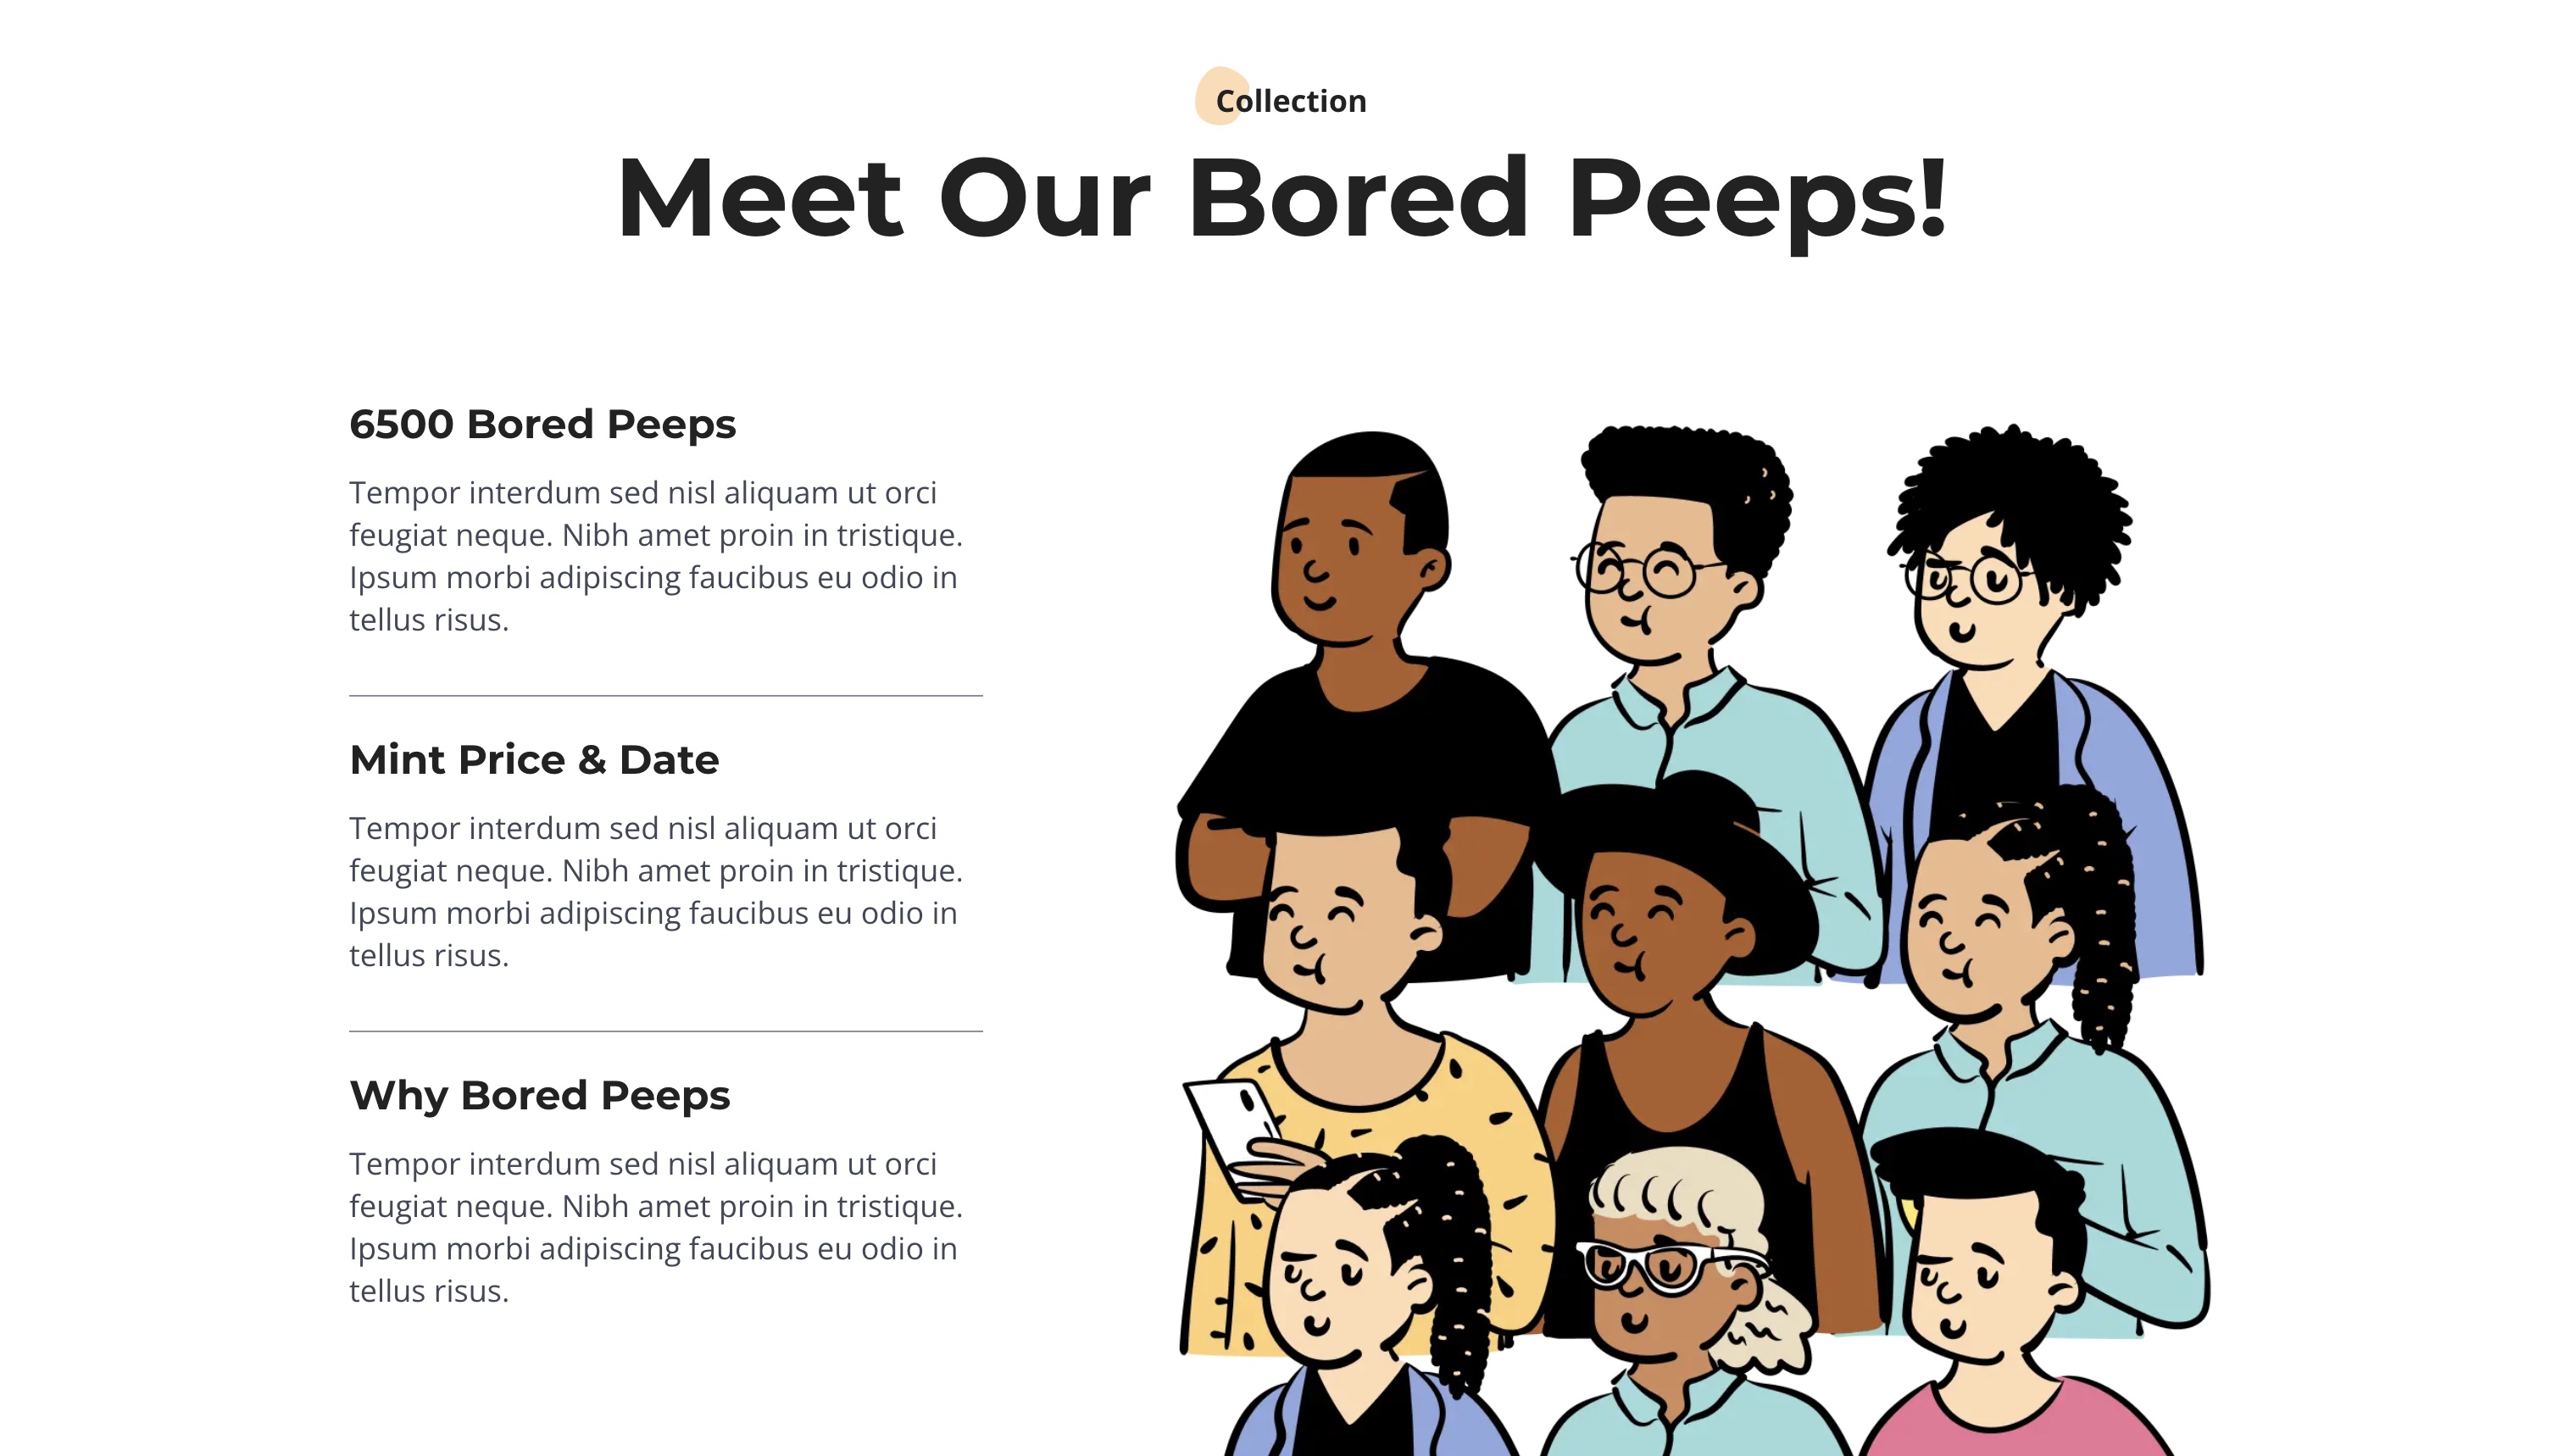 Collection
Meet Our Bored Peeps!
6500 Bored Peeps
Tempor interdum sed nisl aliquam ut orci
feugiat neque. Nibh amet proin in tristique.
Ipsum morbi adipiscing faucibus eu odio in
tellus risus.
Mint Price & Date
Tempor interdum sed nisl aliquam ut orci
feugiat neque. Nibh amet proin in tristique.
Ipsum morbi adipiscing faucibus eu odio in
tellus risus.
Why Bored Peeps
Tempor interdum sed nisl aliquam ut orci
feugiat neque. Nibh amet proin in tristique.
Ipsum morbi adipiscing faucibus eu odio in
tellus risus.